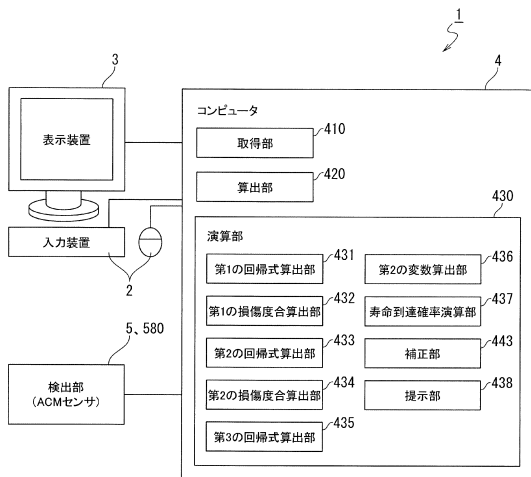 1
3
4
コンピュータ
表示装置
取得部
410
算出部
420
430
入力装置
2
演算部
第1の回帰式算出部
431
第2の変数算出部
436
第1の損傷度合算出部
432
寿命到達確率演算部
437
5、580
第2の回帰式算出部
433
補正部
443
検出部
(ACMセンサ)
第2の損傷度合算出部
434
提示部
438
第3の回帰式算出部
435